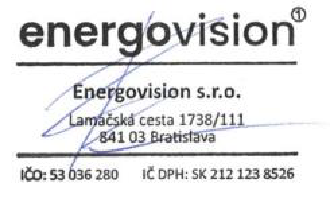 energovision ①
Energovision s.r.o.
Lamačská cesta 1738/111
841 03 Bratislava
IČO: 53 036 280 IČ DPH: SK 212 123 8526